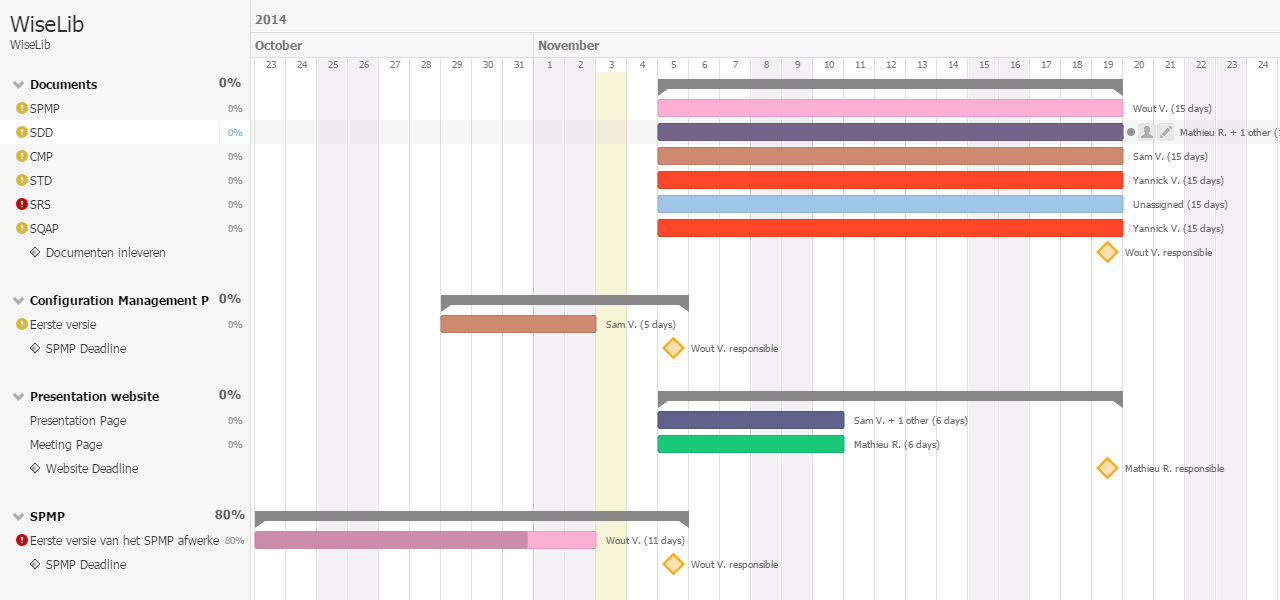 WiseLib
WiseLib
2014
October November
23 24 25 26 27 28 29 30 31 1 2 3 4 5 6 7 8 9 10 11 12 13 14 15 16 17 18 19 20 21 22 23 24
Documents 0%
SPMP 0% Wout V. (15 days)
SDD 0% Mathieu R. + 1 other (
CMP 0% Sam V. (15 days)
STD 0% Yannick V. (15 days)
SRS 0% Unassigned (15 days)
SQAP 0% Yannick V. (15 days)
Documenten inleveren Wout V. responsible
Configuration Management P 0%
Eerste versie 0% Sam V. (5 days)
SPMP Deadline Wout V. responsible
Presentation website 0%
Presentation Page 0% Sam V. + 1 other (6 days)
Meeting Page 0% Mathieu R. (6 days)
Website Deadline Mathieu R. responsible
SPMP 80%
Eerste versie van het SPMP afwerke 80% Wout V. (11 days)
SPMP Deadline Wout V. responsible